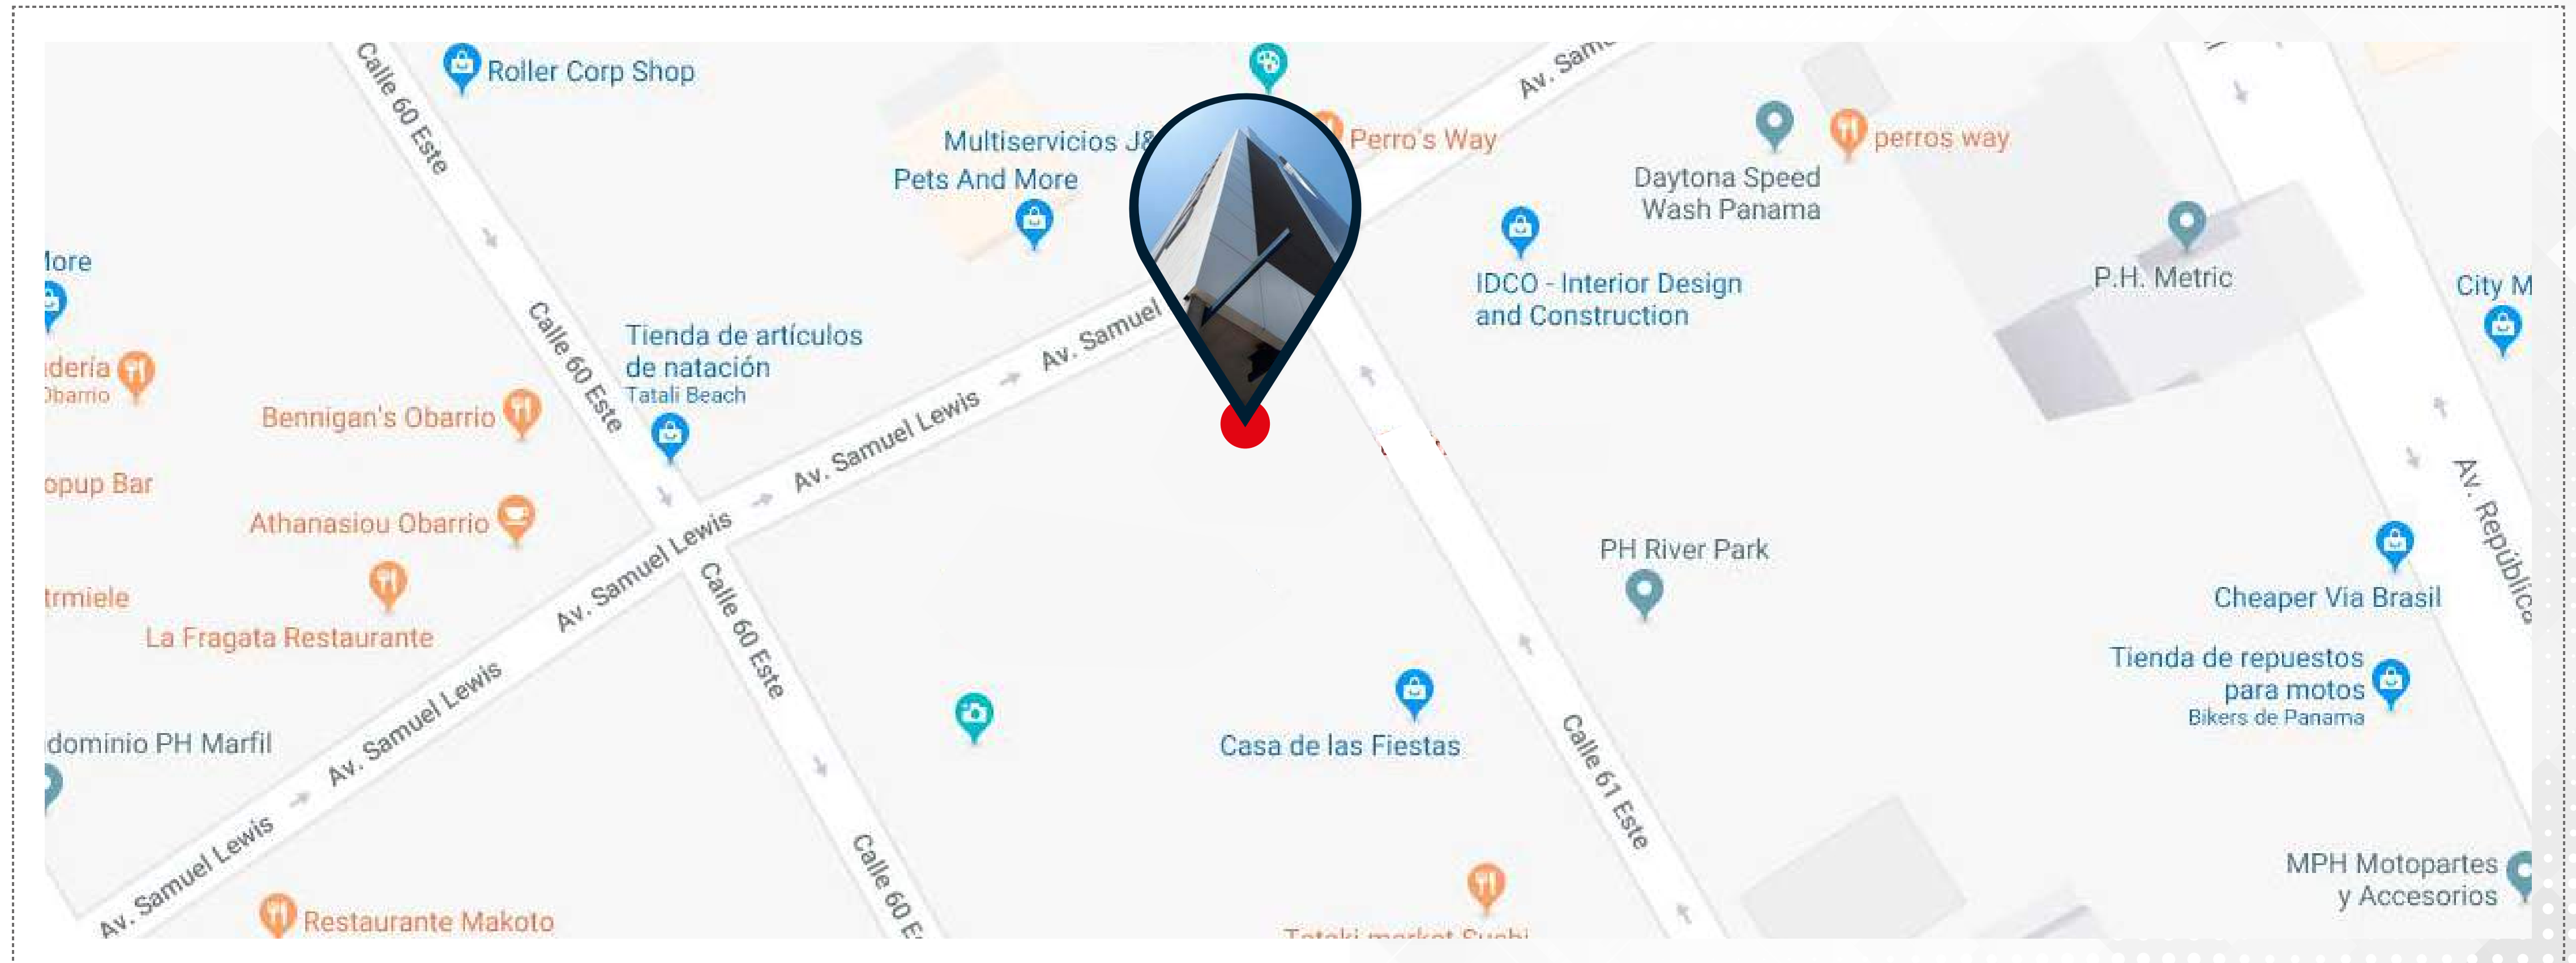 Calle 60 Este
Roller Corp Shop
Av. Sam
Multiservicios J&
Perro's Way
perros way
Pets And More
Daytona Speed
Wash Panama
IDCO - Interior Design
and Construction
P.H. Metric
City M
More
Calle 60 Este
Tienda de artículos
de natación
Tatali Beach
Av. Samuel
Av. Samuel Lewis
dería
Obarrio
Bennigan's Obarrio
opup Bar
Athanasiou Obarrio
Av. Samuel Lewis
trmiele
La Fragata Restaurante
Calle 60 Este
PH River Park
Av. República
Cheaper Via Brasil
Tienda de repuestos
para motos
Bikers de Panama
Av. Samuel Lewis
dominio PH Marfil
Casa de las Fiestas
Calle 61 Este
Av. Samuel Lewis
Calle 60 E
MPH Motopartes
y Accesorios
Restaurante Makoto
Tataki market Sushi